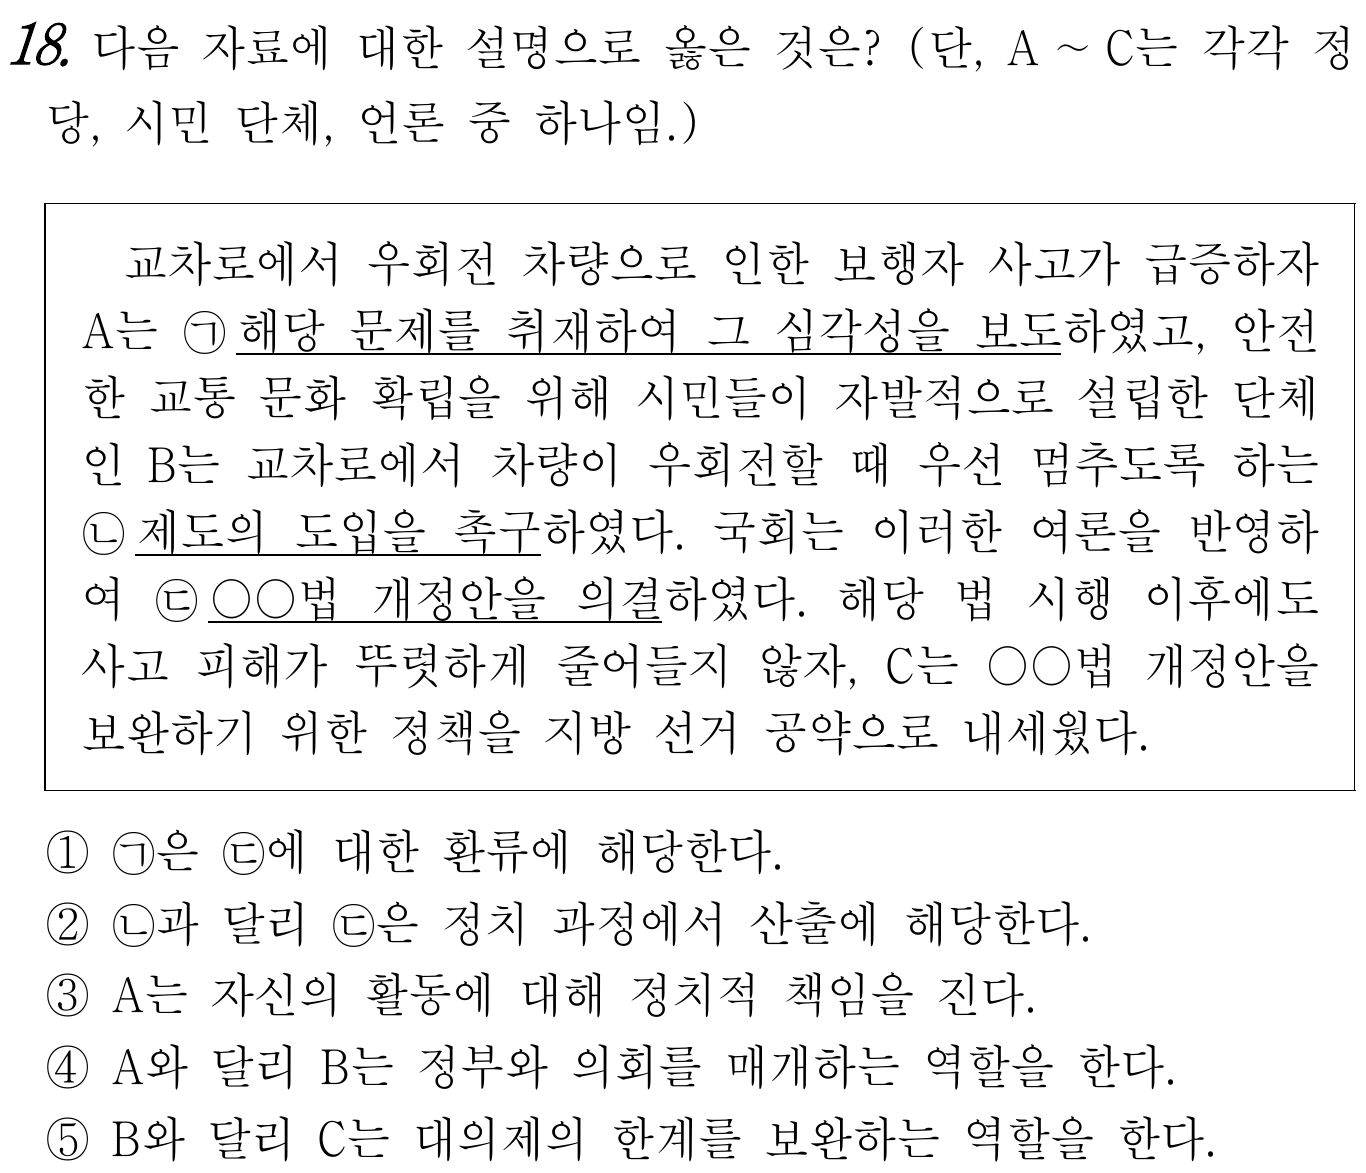 18. 다음 자료에 대한 설명으로 옳은 것은? (단, A ~ C는 각각 정
당, 시민 단체, 언론 중 하나임.)
교차로에서 우회전 차량으로 인한 보행자 사고가 급증하자
A는 ㉠ 해당 문제를 취재하여 그 심각성을 보도하였고, 안전
한 교통 문화 확립을 위해 시민들이 자발적으로 설립한 단체
인 B는 교차로에서 차량이 우회전할 때 우선 멈추도록 하는
㉡ 제도의 도입을 촉구하였다. 국회는 이러한 여론을 반영하
여 ㉢ ○○법 개정안을 의결하였다. 해당 법 시행 이후에도
사고 피해가 뚜렷하게 줄어들지 않자, C는 ○○법 개정안을
보완하기 위한 정책을 지방 선거 공약으로 내세웠다.
① ㉠은 ㉢에 대한 환류에 해당한다.
② ㉡과 달리 ㉢은 정치 과정에서 산출에 해당한다.
③ A는 자신의 활동에 대해 정치적 책임을 진다.
④ A와 달리 B는 정부와 의회를 매개하는 역할을 한다.
⑤ B와 달리 C는 대의제의 한계를 보완하는 역할을 한다.